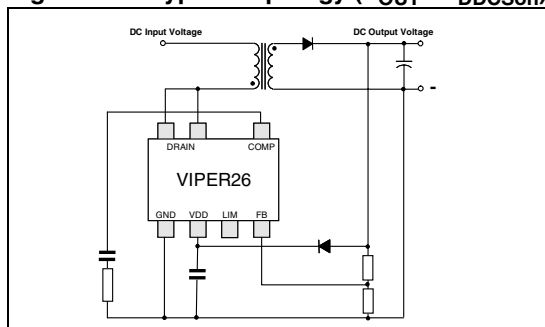 DC Input Voltage
DC Output Voltage
-
DRAIN COMP
VIPER26
GND VDD LIM FB